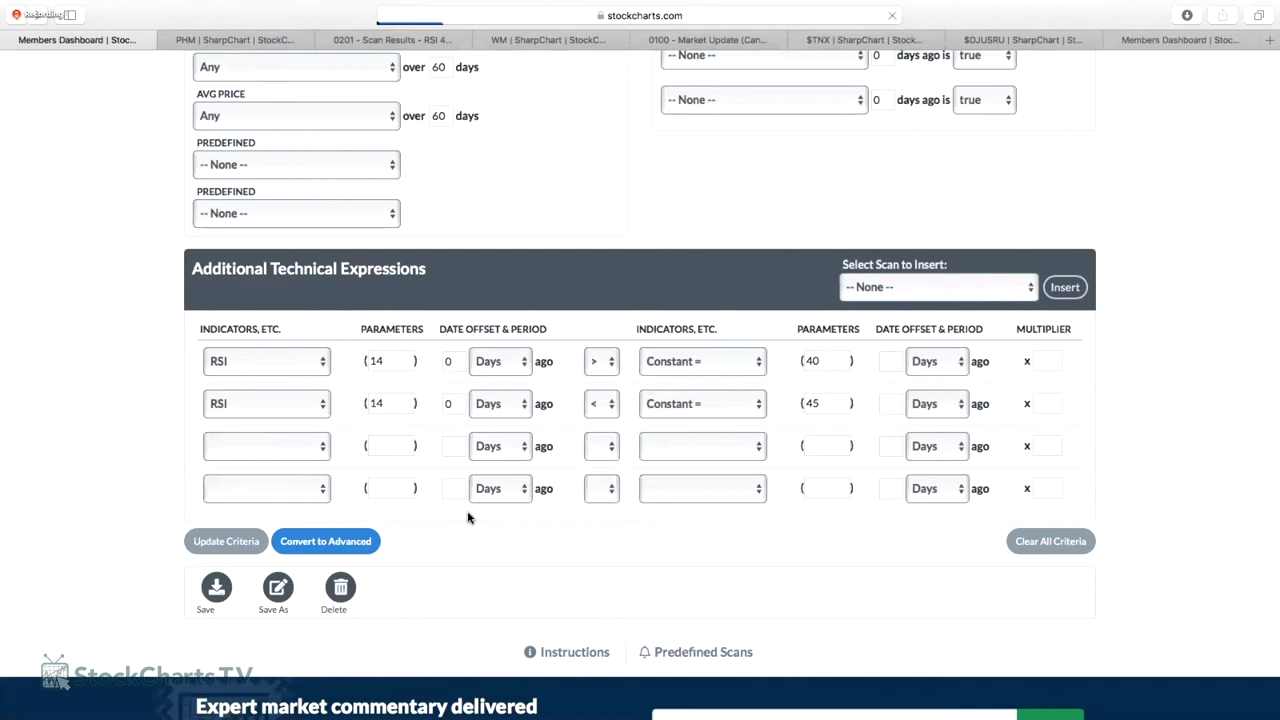 Recording
stockcharts.com
Members Dashboard | Stoc...
PHM | SharpChart | StockC...
0201 - Scan Results - RSI 4...
WM | SharpChart | StockC...
0100 - Market Update (Can...
$TNX | SharpChart | Stock...
$DJUSRU | SharpChart | St...
Members Dashboard | Stoc...
Any over 60 days
-- None -- 0 days ago is true
AVG PRICE
-- None -- 0 days ago is true
Any over 60 days
PREDEFINED
-- None --
PREDEFINED
-- None --
Additional Technical Expressions
Select Scan to Insert:
-- None -- Insert
INDICATORS, ETC. PARAMETERS DATE OFFSET & PERIOD INDICATORS, ETC. PARAMETERS DATE OFFSET & PERIOD MULTIPLIER
RSI ( 14 ) 0 Days ago > Constant = ( 40 ) Days ago x
RSI ( 14 ) 0 Days ago < Constant = ( 45 ) Days ago x
( ) Days ago ( ) Days ago x
( ) Days ago ( ) Days ago x
Update Criteria Convert to Advanced Clear All Criteria
Save Save As Delete
Instructions Predefined Scans
StockCharts TV
Expert market commentary delivered